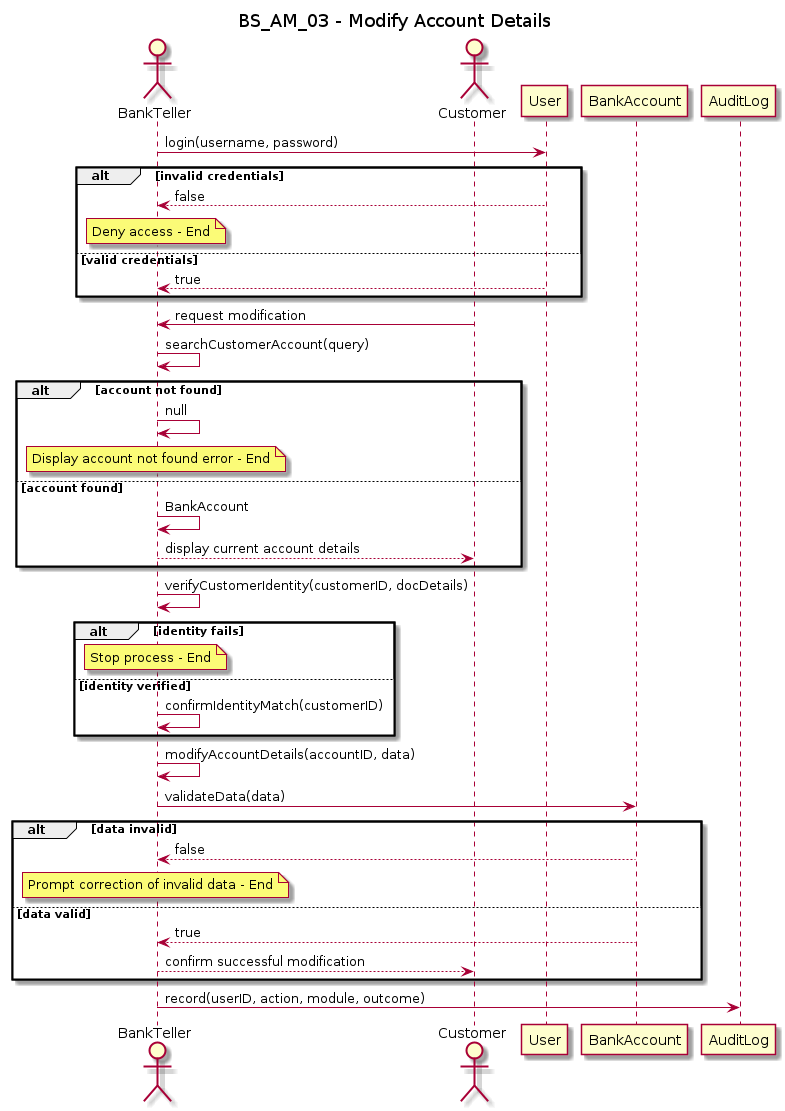 BS_AM_03 - Modify Account Details
BankTeller
Customer
User
BankAccount
AuditLog
login(username, password)
alt
[invalid credentials]
false
Deny access - End
[valid credentials]
true
request modification
searchCustomerAccount(query)
alt
[account not found]
null
Display account not found error - End
[account found]
BankAccount
display current account details
verifyCustomerIdentity(customerID, docDetails)
alt
[identity fails]
Stop process - End
[identity verified]
confirmIdentityMatch(customerID)
modifyAccountDetails(accountID, data)
validateData(data)
alt
[data invalid]
false
Prompt correction of invalid data - End
[data valid]
true
confirm successful modification
record(userID, action, module, outcome)
BankTeller
Customer
User
BankAccount
AuditLog